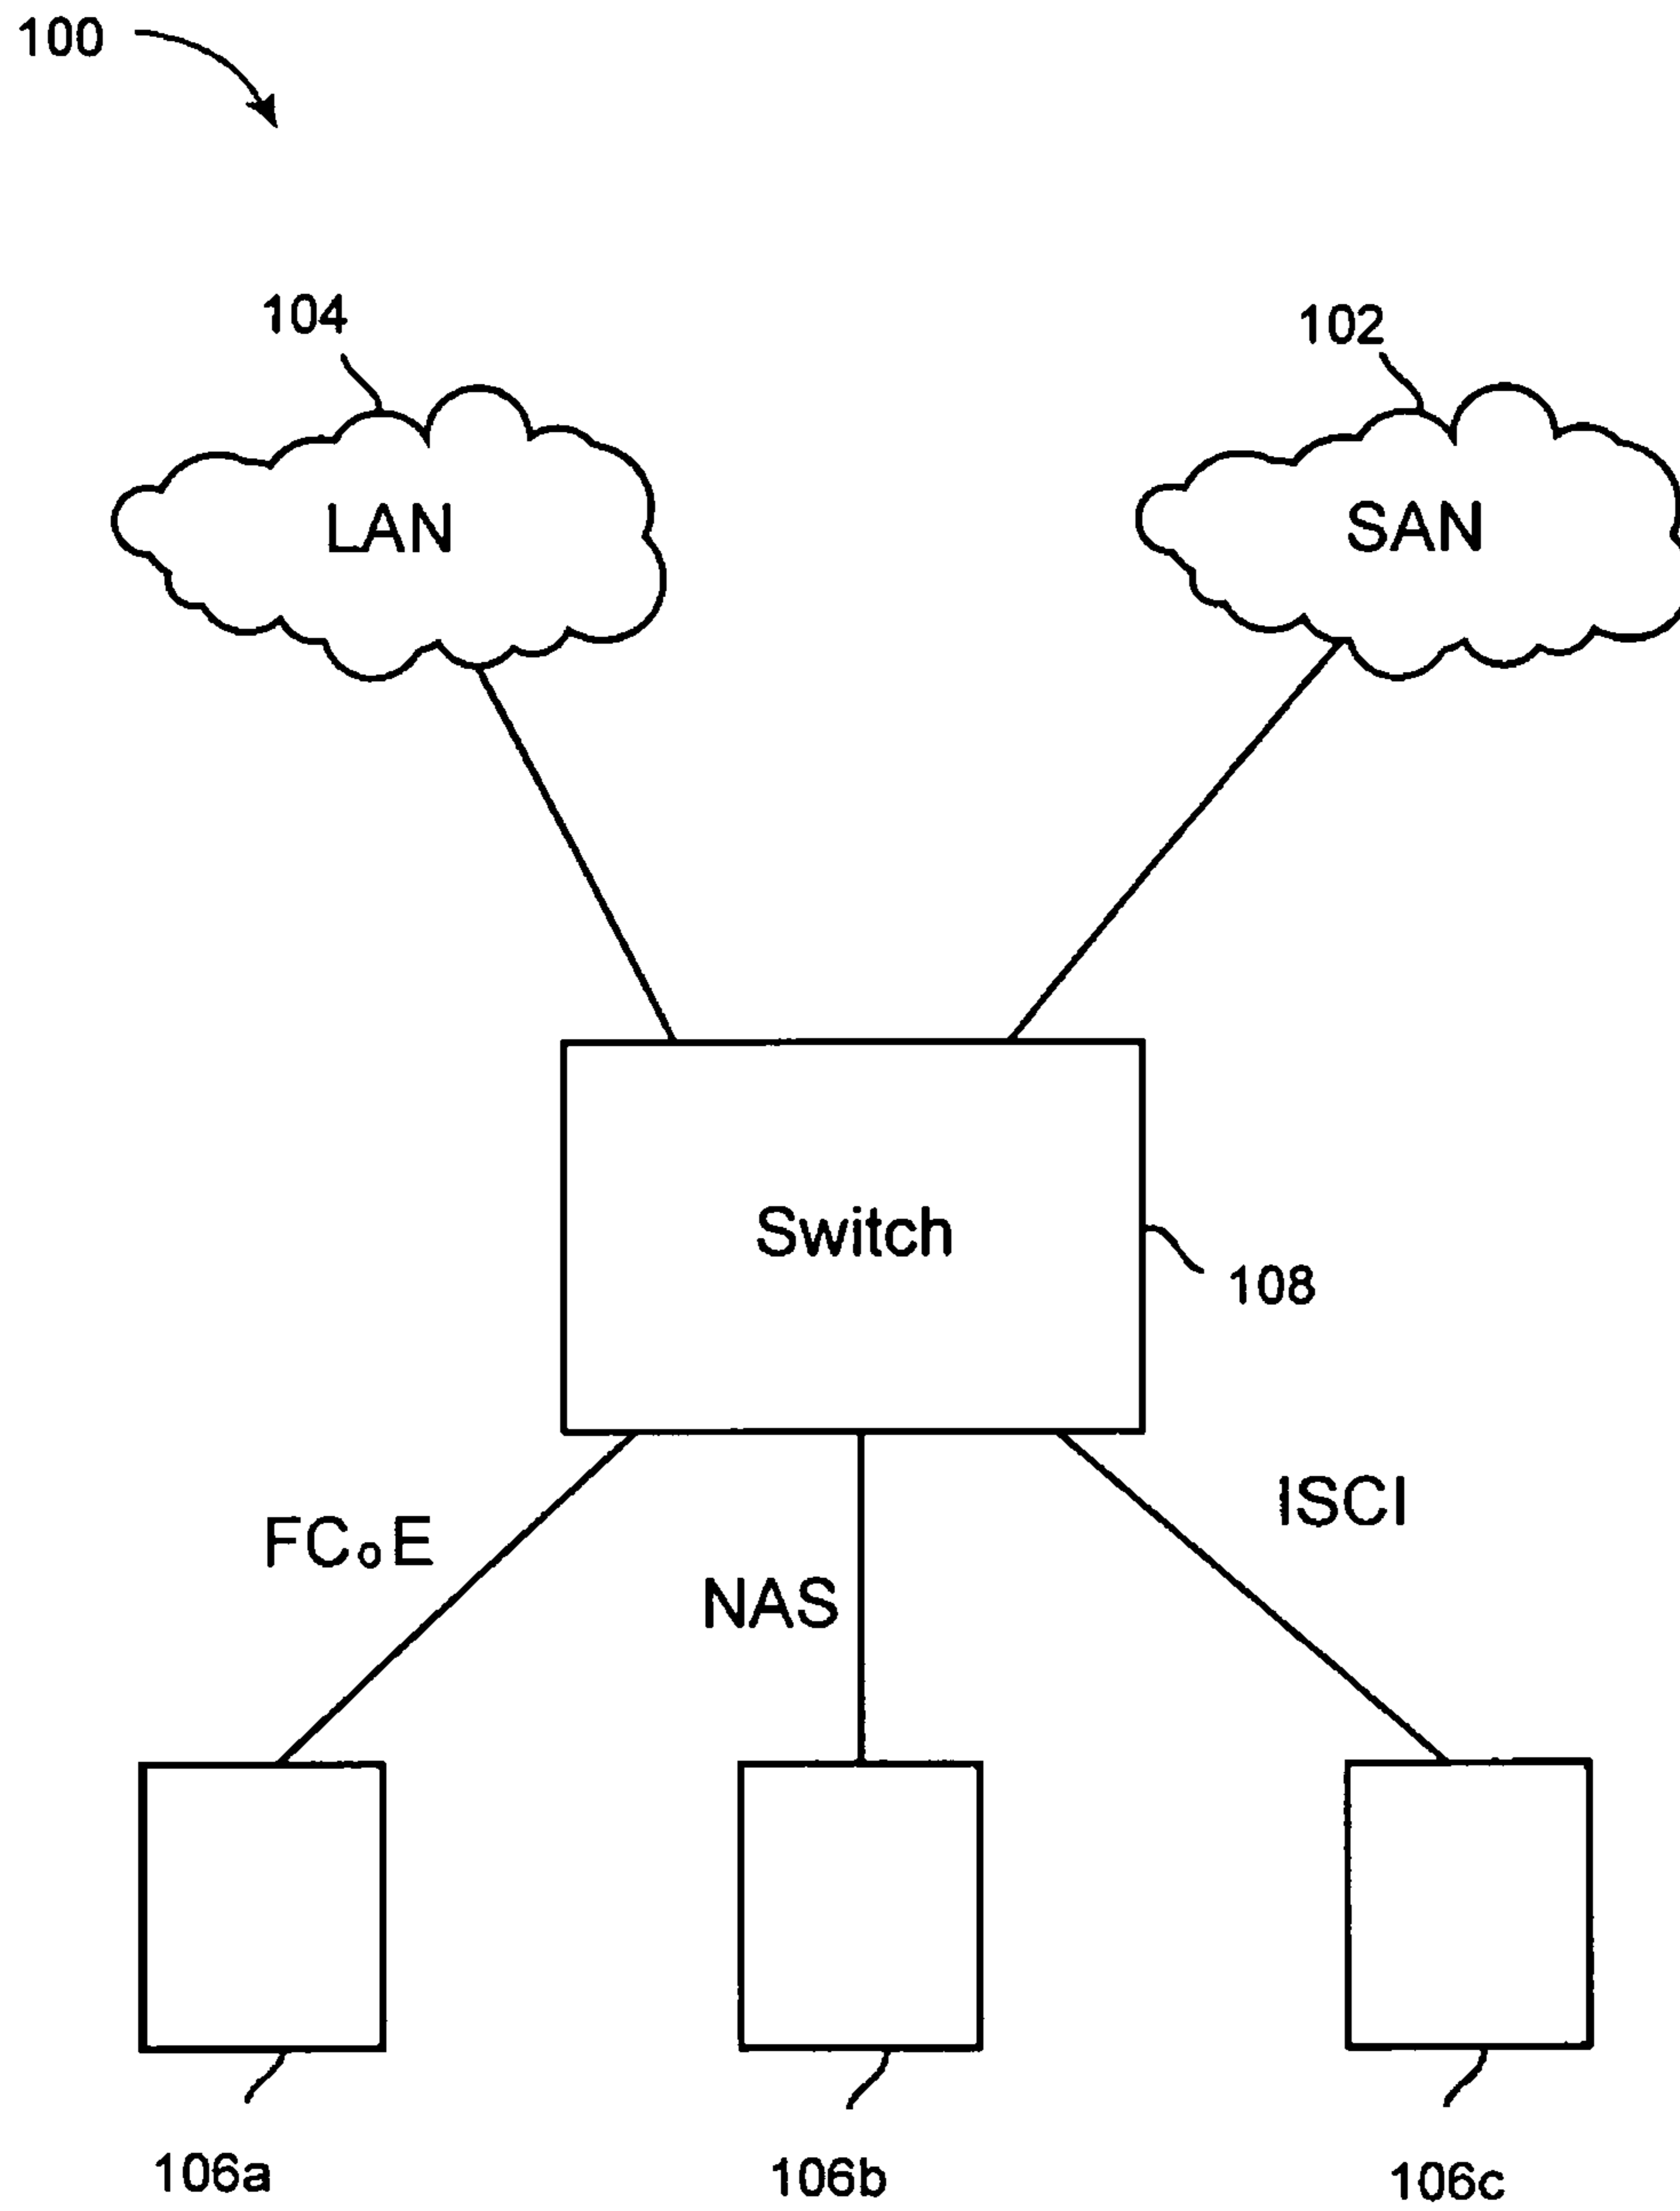 100
104
102
LAN
SAN
Switch
108
ISCI
FCoE
NAS
106a
106b
106c